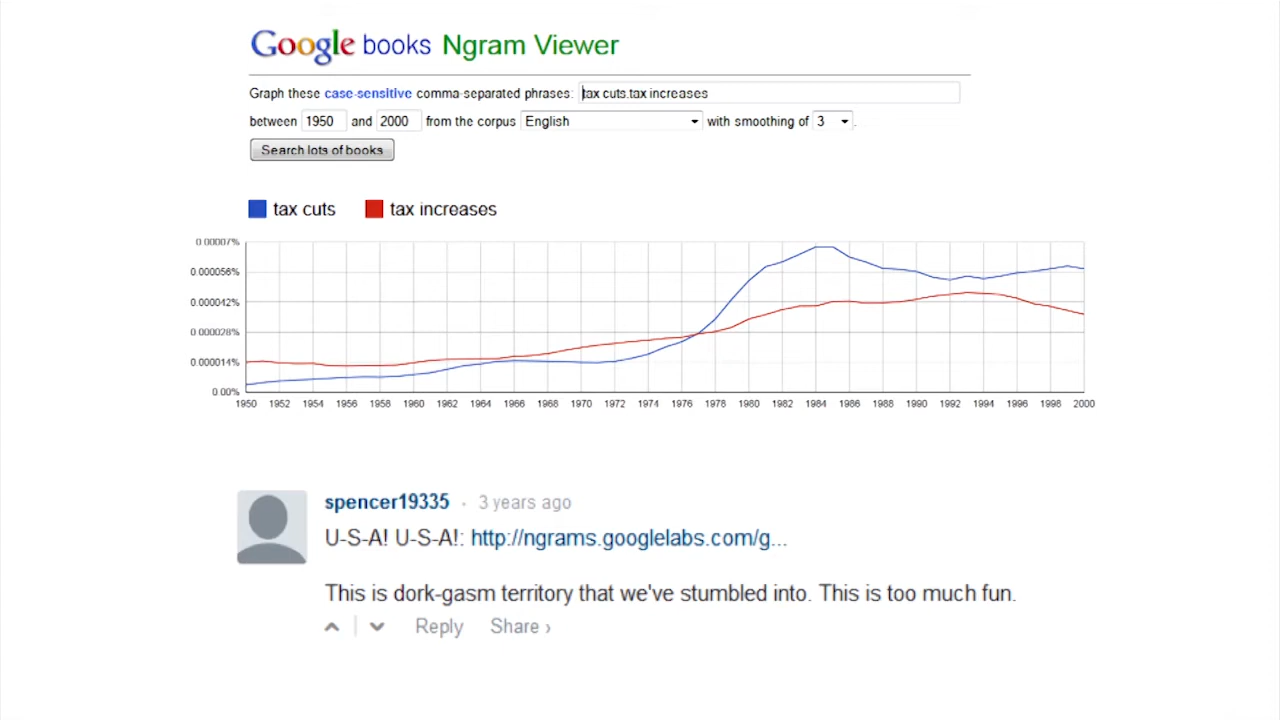 Google books Ngram Viewer
Graph these case-sensitive comma-separated phrases: tax cuts.tax increases
between 1950 and 2000 from the corpus English with smoothing of 3 .
Search lots of books
tax cuts tax increases
0.00007%
0.000056%
0.000042%
0.000028%
0.000014%
0.00%
1950 1952 1954 1956 1958 1960 1962 1964 1966 1968 1970 1972 1974 1976 1978 1980 1982 1984 1986 1988 1990 1992 1994 1996 1998 2000
spencer19335 · 3 years ago
U-S-A! U-S-A!: http://ngrams.googlelabs.com/g...
This is dork-gasm territory that we've stumbled into. This is too much fun.
Reply Share ›